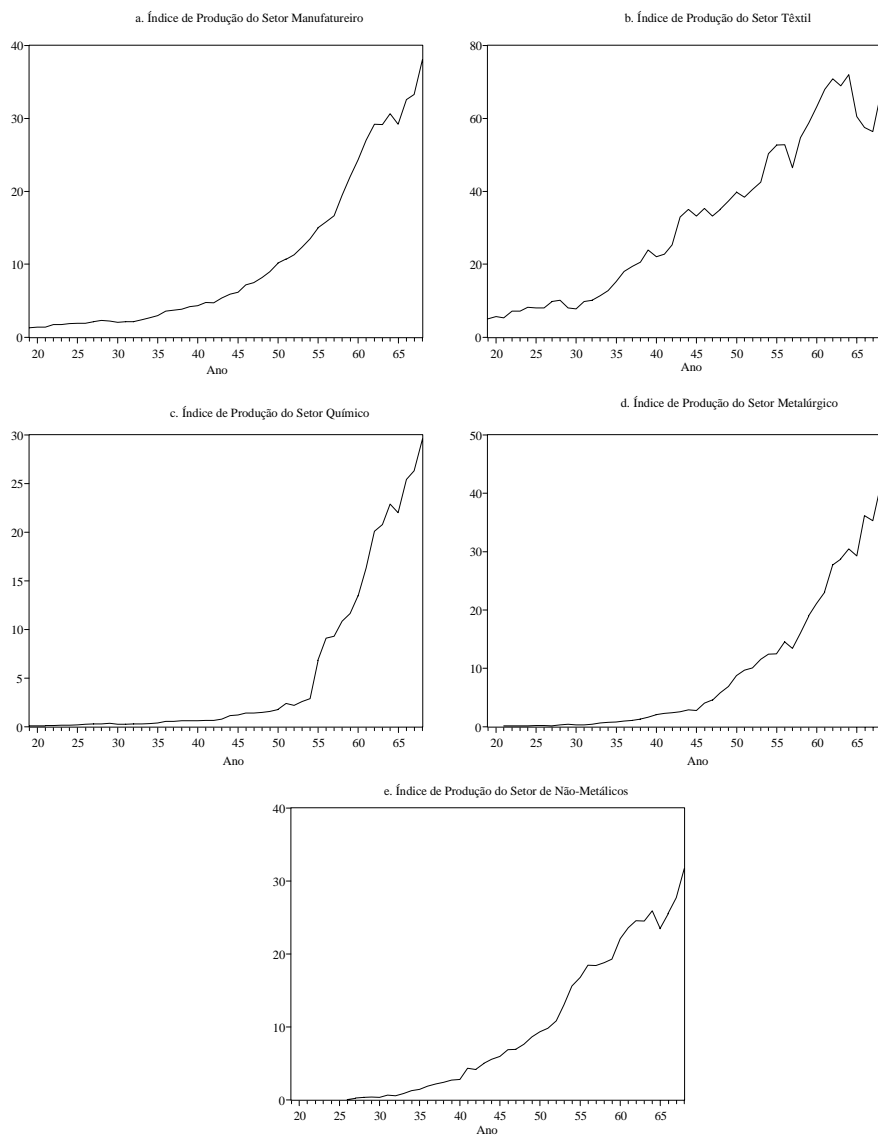 a. Índice de Produção do Setor Manufatureiro
40
30
20
10
0
20 25 30 35 40 45 50 55 60 65
Ano
b. Índice de Produção do Setor Têxtil
80
60
40
20
0
20 25 30 35 40 45 50 55 60 65
Ano
c. Índice de Produção do Setor Químico
30
25
20
15
10
5
0
20 25 30 35 40 45 50 55 60 65
Ano
d. Índice de Produção do Setor Metalúrgico
50
40
30
20
10
0
20 25 30 35 40 45 50 55 60 65
Ano
e. Índice de Produção do Setor de Não-Metálicos
40
30
20
10
0
20 25 30 35 40 45 50 55 60 65
Ano